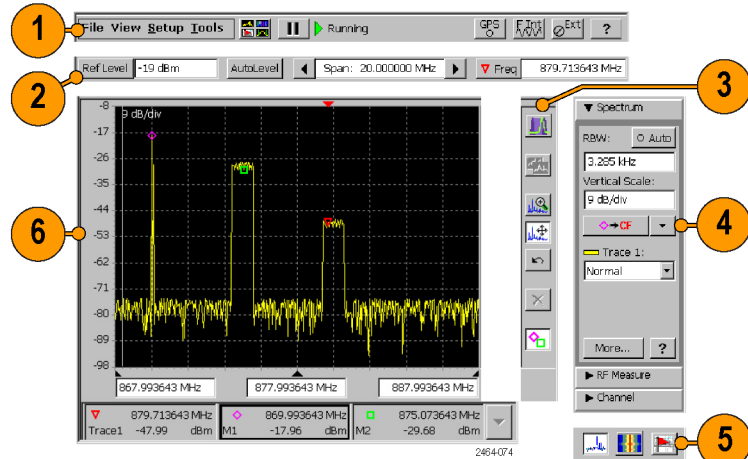 1
File View Setup Tools
Running
GPS
F Int
Ext
?
2
Ref Level
-19 dBm
AutoLevel
Span: 20.000000 MHz
Freq
879.713643 MHz
3
6
9 dB/div
-8
-17
-26
-35
-44
-53
-62
-71
-80
-89
-98
867.993643 MHz
877.993643 MHz
887.993643 MHz
879.713643 MHz
Trace1 -47.99 dBm
869.993643 MHz
M1 -17.96 dBm
875.073643 MHz
M2 -29.68 dBm
2464-074
Spectrum
RBW:
Auto
3.285 kHz
Vertical Scale:
9 dB/div
→CF
4
Trace 1:
Normal
More...
?
RF Measure
Channel
5